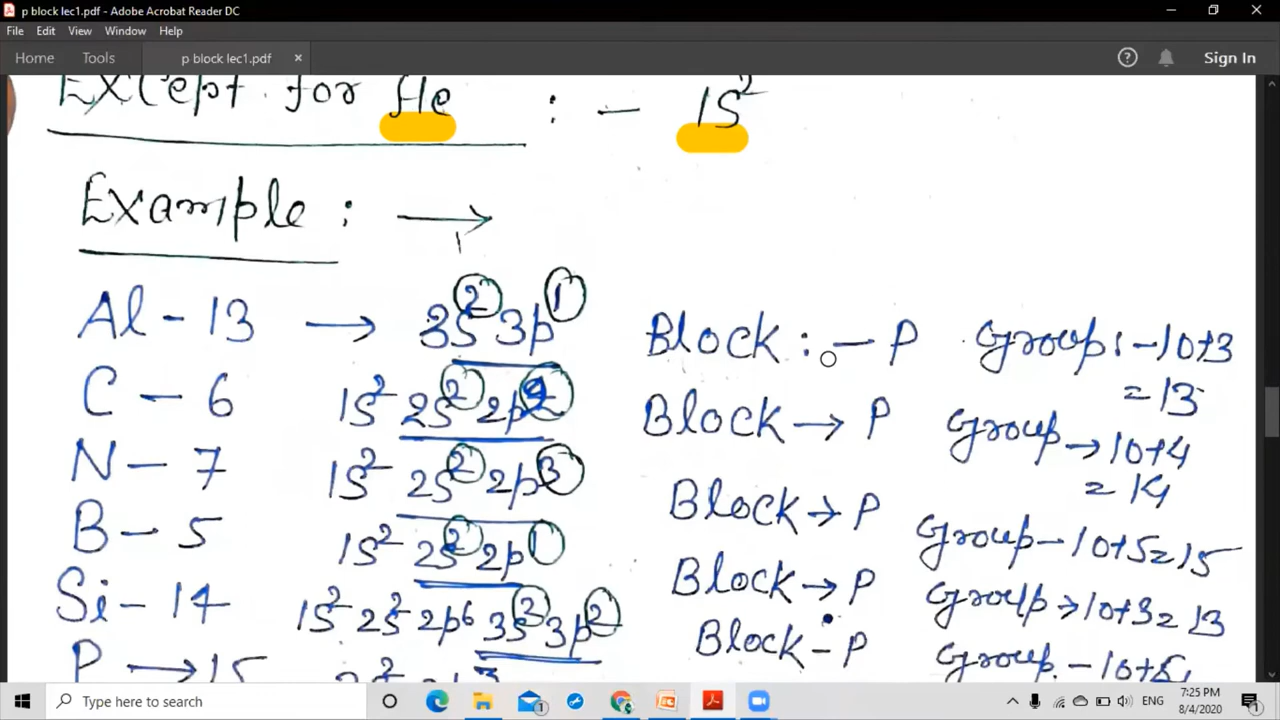 p block lec1.pdf - Adobe Acrobat Reader DC
File Edit View Window Help
Home Tools p block lec1.pdf × Sign In
Except for He :- 1S²
Example : →
Al - 13 → 3S² 3p¹ Block :- P Group :- 10+3
= 13
C - 6 1S² 2S² 2p² Block → P Group → 10+4
= 14
N - 7 1S² 2S² 2p³ Block → P Group - 10+5=15
B - 5 1S² 2S² 2p¹ Block → P Group → 10+3=13
Si - 14 1S² 2S² 2p⁶ 3S² 3p² Block - P Group - 10+
P → 15
Type here to search
ENG 7:25 PM
8/4/2020